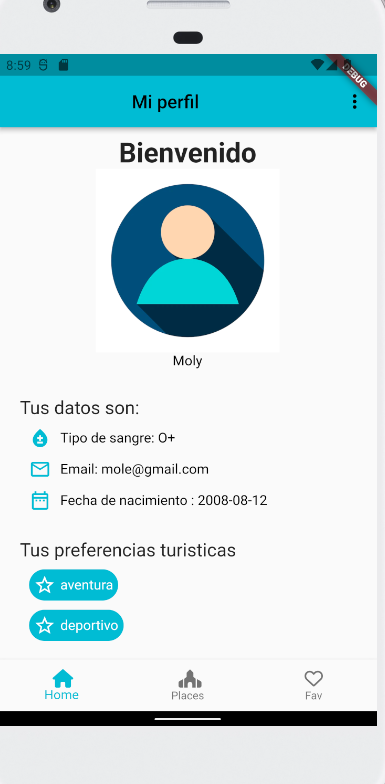 8:59
DEBUG
Mi perfil
Bienvenido
Moly
Tus datos son:
Tipo de sangre: O+
Email: mole@gmail.com
Fecha de nacimiento : 2008-08-12
Tus preferencias turisticas
aventura
deportivo
Home
Places
Fav